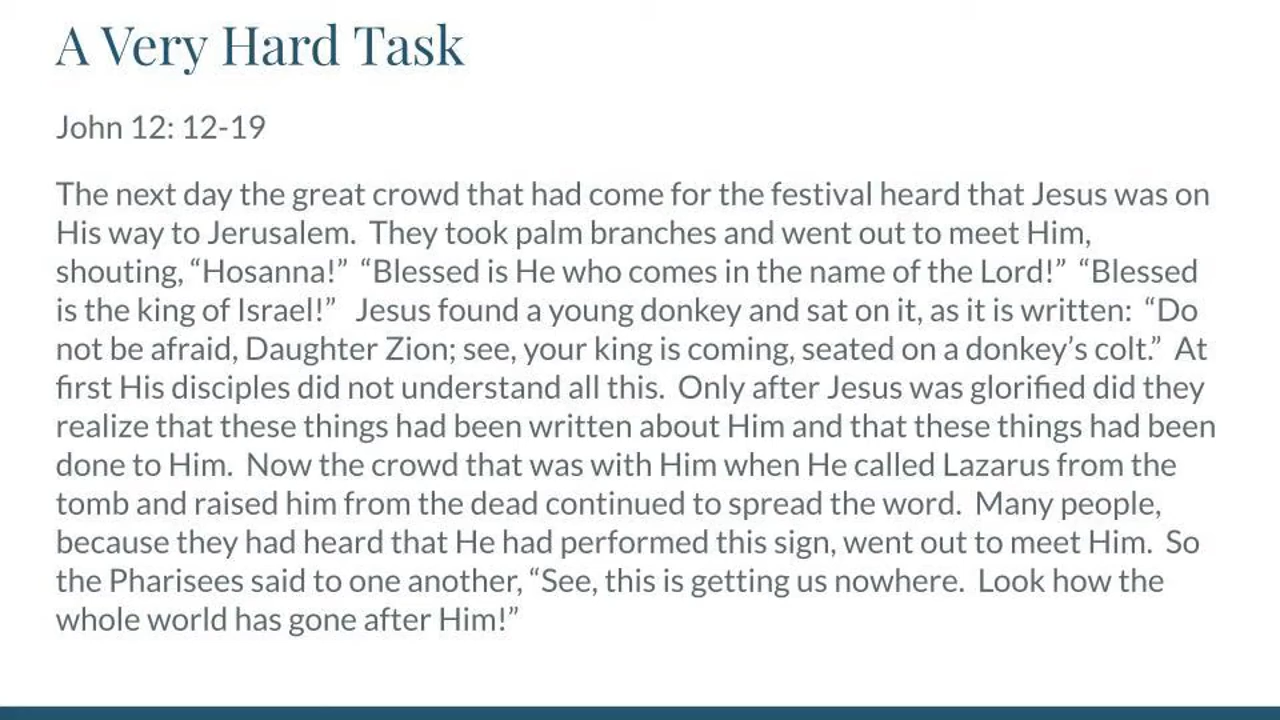 A Very Hard Task
John 12: 12-19
The next day the great crowd that had come for the festival heard that Jesus was on
His way to Jerusalem.  They took palm branches and went out to meet Him,
shouting, “Hosanna!”  “Blessed is He who comes in the name of the Lord!”  “Blessed
is the king of Israel!”   Jesus found a young donkey and sat on it, as it is written:  “Do
not be afraid, Daughter Zion; see, your king is coming, seated on a donkey’s colt.”  At
first His disciples did not understand all this.  Only after Jesus was glorified did they
realize that these things had been written about Him and that these things had been
done to Him.  Now the crowd that was with Him when He called Lazarus from the
tomb and raised him from the dead continued to spread the word.  Many people,
because they had heard that He had performed this sign, went out to meet Him.  So
the Pharisees said to one another, “See, this is getting us nowhere.  Look how the
whole world has gone after Him!”